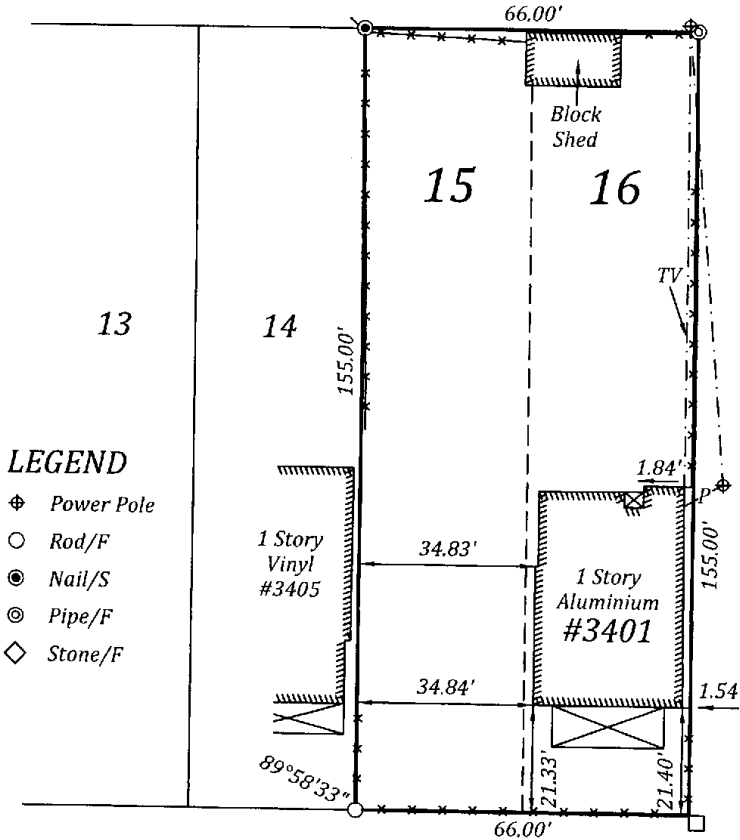 66.00'
Block
Shed
15
16
TV
13
14
155.00'
LEGEND
Power Pole
Rod/F
Nail/S
Pipe/F
Stone/F
1.84'
P
155.00'
1 Story
Vinyl
#3405
34.83'
1 Story
Aluminium
#3401
34.84'
1.54
89°58'33"
21.33'
21.40'
66.00'